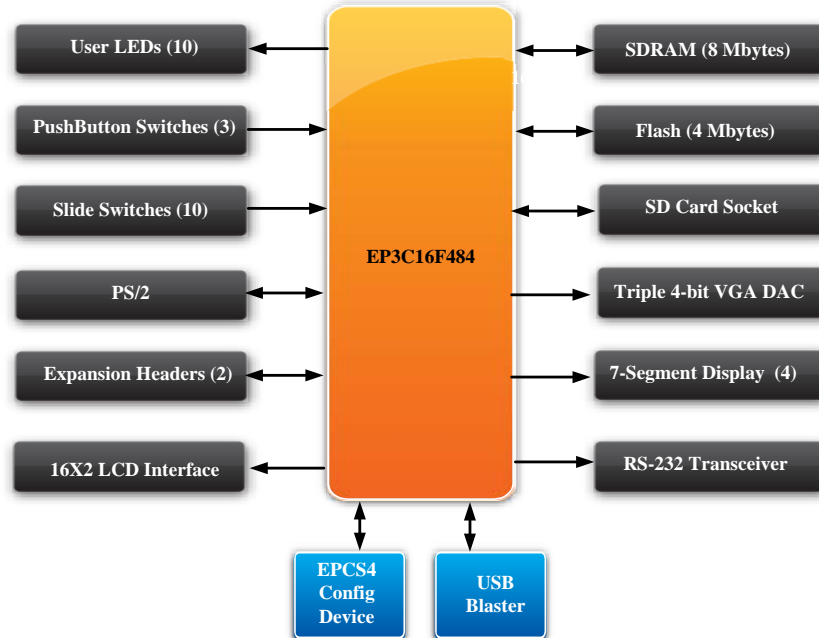 User LEDs (10)
PushButton Switches (3)
Slide Switches (10)
PS/2
Expansion Headers (2)
16X2 LCD Interface
EP3C16F484
SDRAM (8 Mbytes)
Flash (4 Mbytes)
SD Card Socket
Triple 4-bit VGA DAC
7-Segment Display (4)
RS-232 Transceiver
EPCS4
Config
Device
USB
Blaster